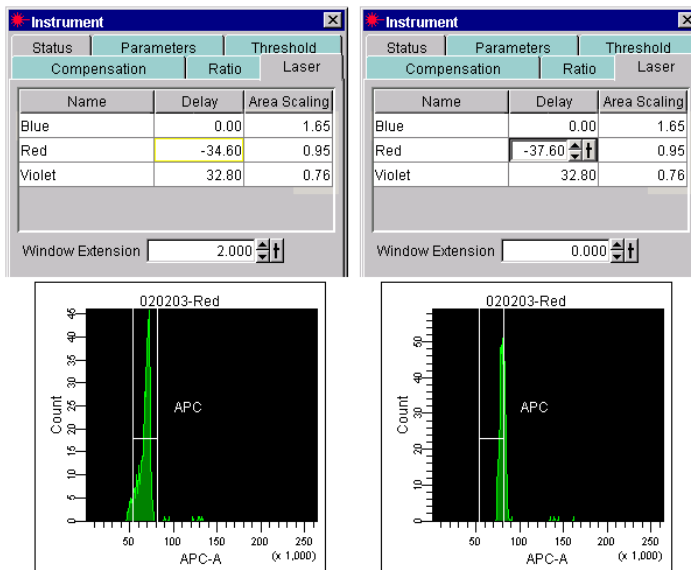 Instrument
Status Parameters Threshold
Compensation Ratio Laser
Name Delay Area Scaling
Blue 0.00 1.65
Red -34.60 0.95
Violet 32.80 0.76
Window Extension 2.000
Instrument
Status Parameters Threshold
Compensation Ratio Laser
Name Delay Area Scaling
Blue 0.00 1.65
Red -37.60 0.95
Violet 32.80 0.76
Window Extension 0.000
020203-Red
Count
0 5 10 15 20 25 30 35 40 45
APC
50 100 150 200 250
APC-A (x 1,000)
020203-Red
Count
0 10 20 30 40 50
APC
50 100 150 200 250
APC-A (x 1,000)